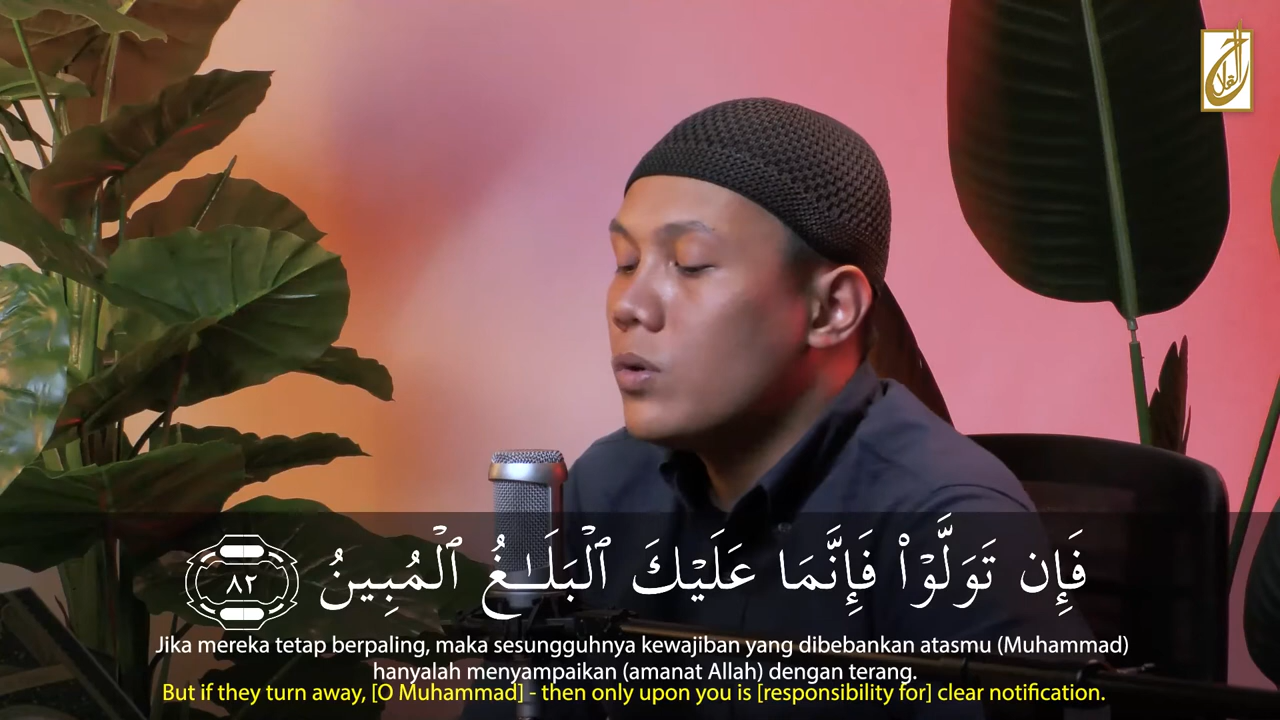 فَإِن تَوَلَّوۡاْ فَإِنَّمَا عَلَيۡكَ ٱلۡبَلَٰغُ ٱلۡمُبِينُ ٨٢
Jika mereka tetap berpaling, maka sesungguhnya kewajiban yang dibebankan atasmu (Muhammad)
hanyalah menyampaikan (amanat Allah) dengan terang.
But if they turn away, [O Muhammad] - then only upon you is [responsibility for] clear notification.